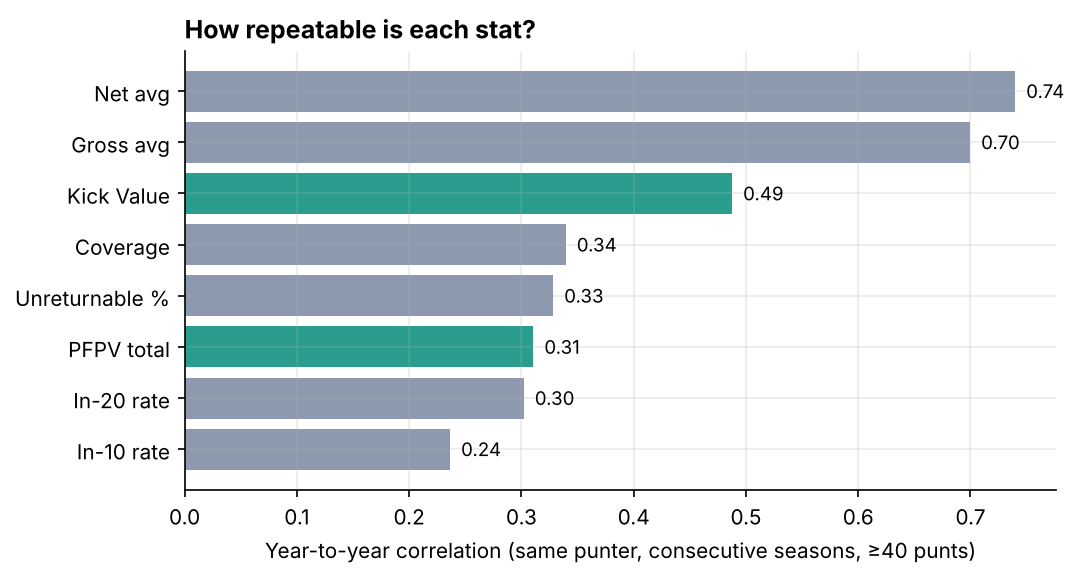 How repeatable is each stat?
Net avg 0.74
Gross avg 0.70
Kick Value 0.49
Coverage 0.34
Unreturnable % 0.33
PFPV total 0.31
In-20 rate 0.30
In-10 rate 0.24
0.0 0.1 0.2 0.3 0.4 0.5 0.6 0.7
Year-to-year correlation (same punter, consecutive seasons, ≥40 punts)